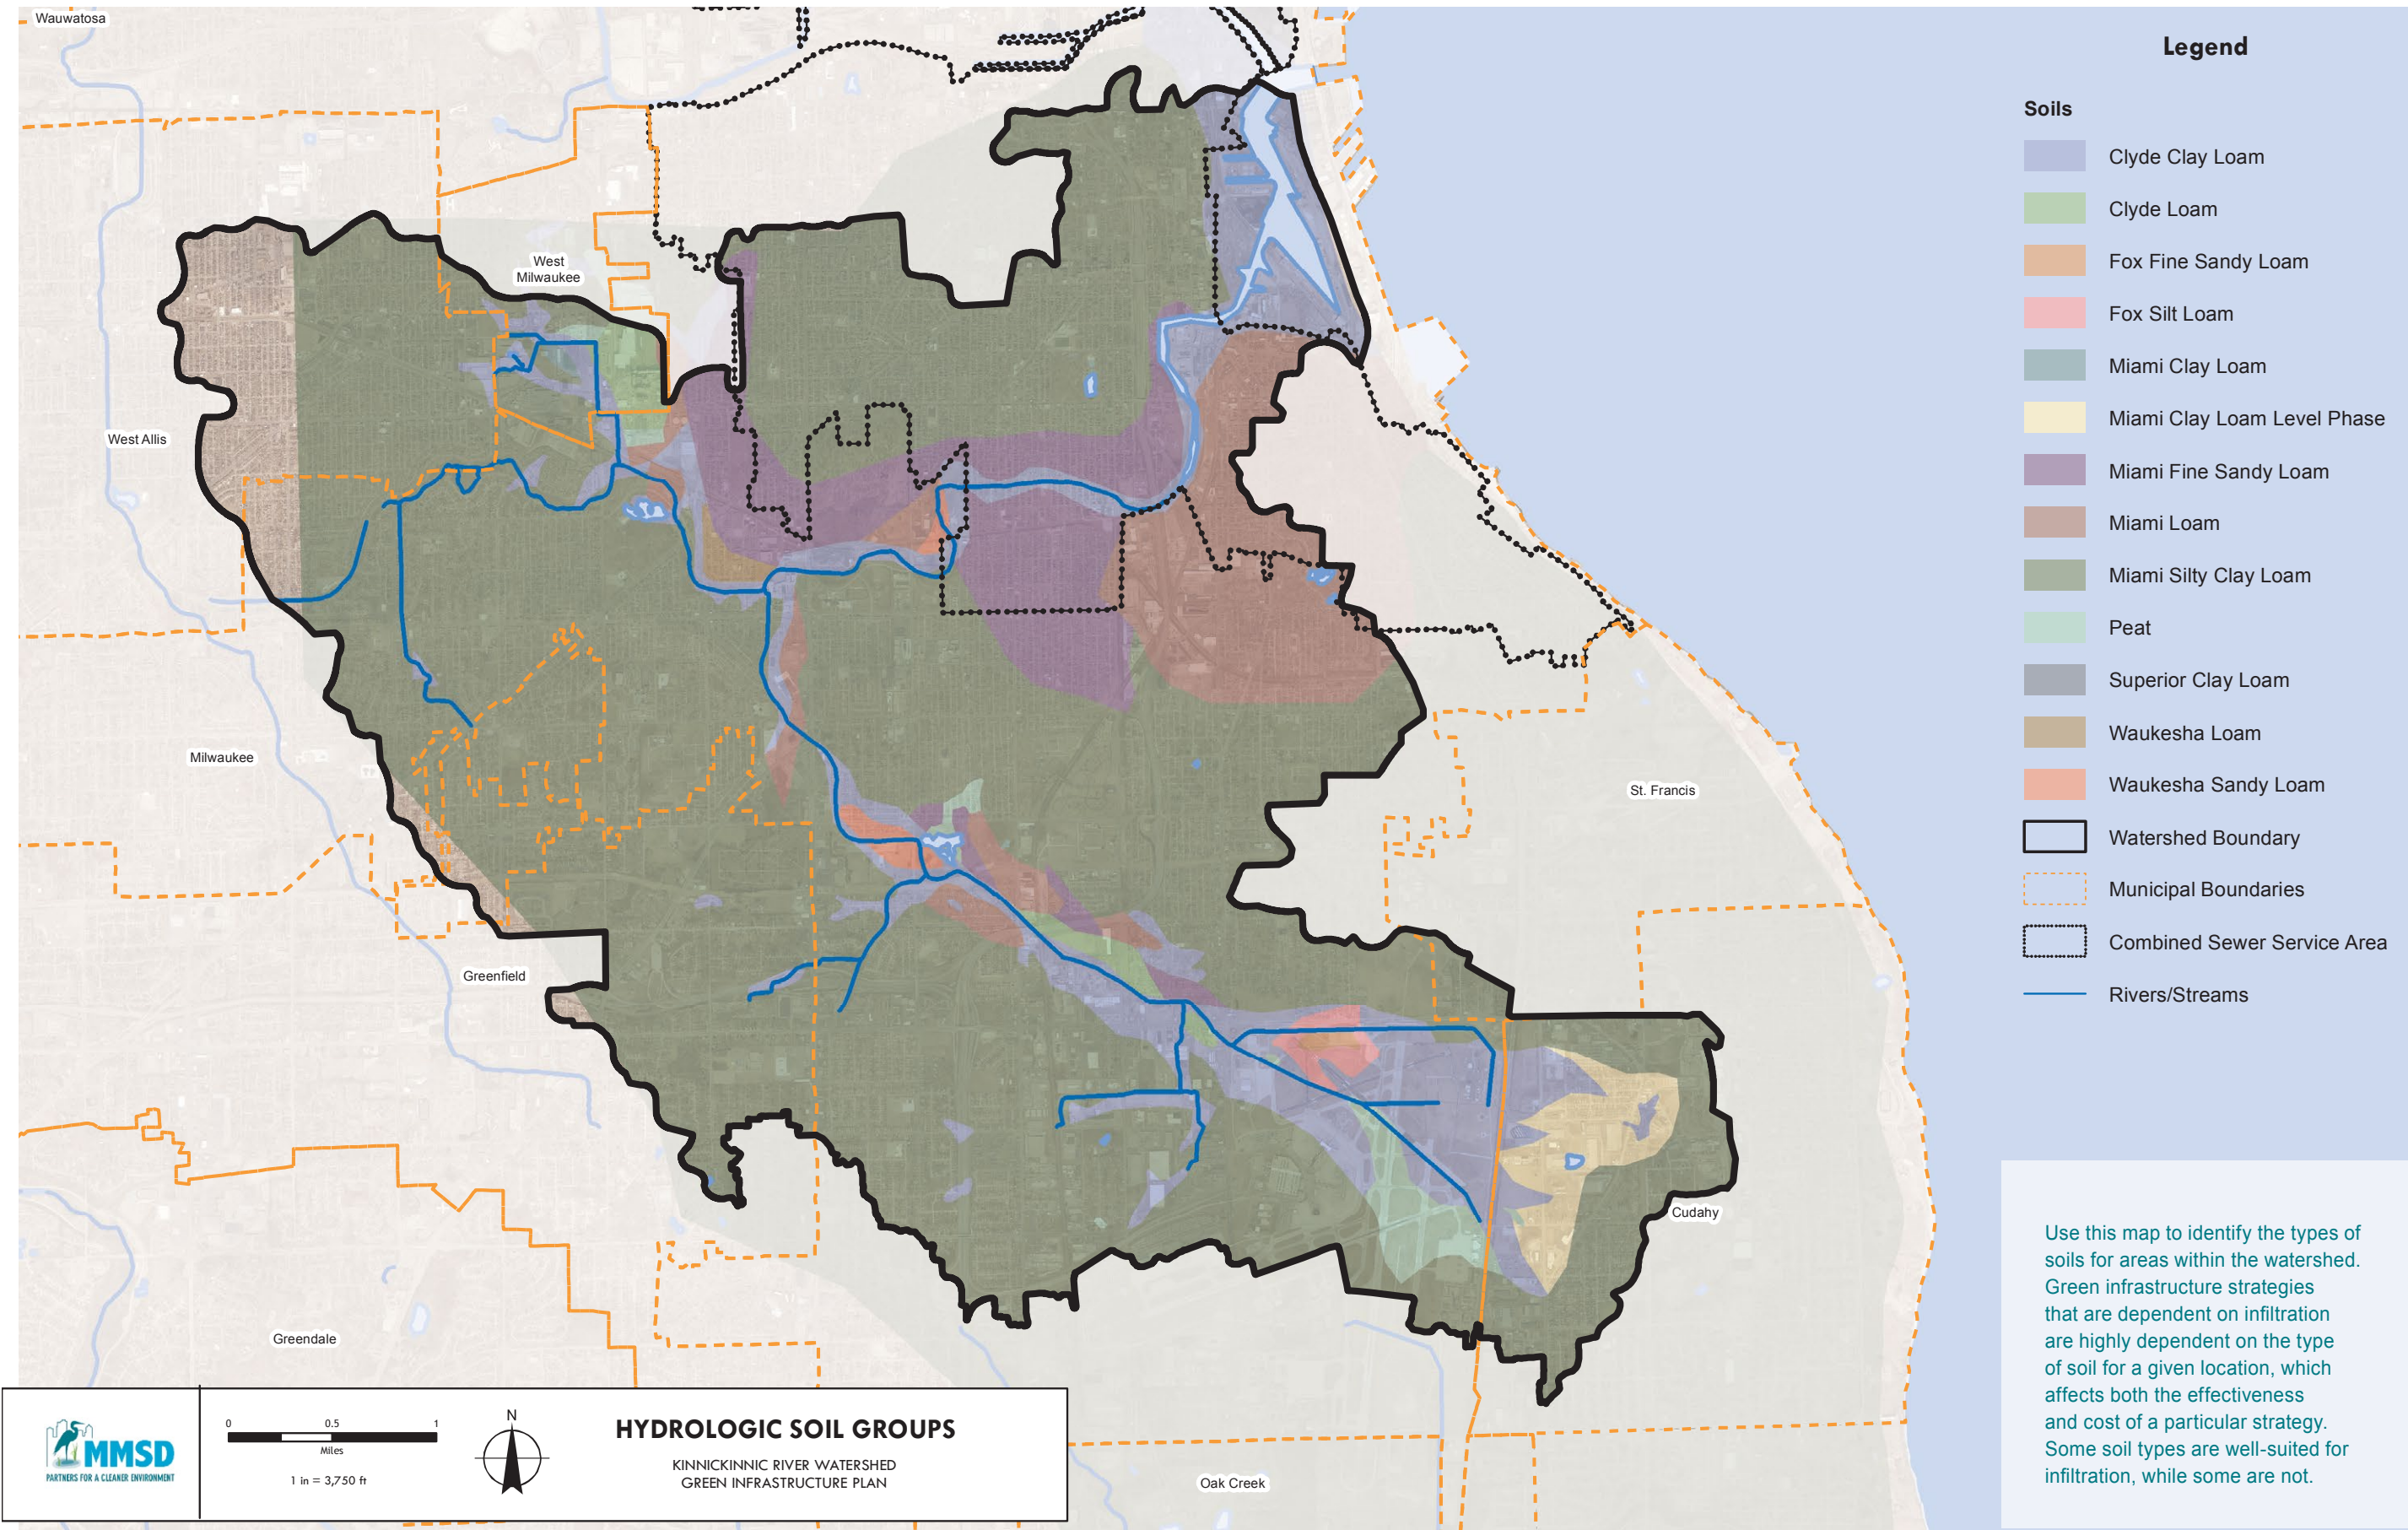 Wauwatosa
West
Milwaukee
West Allis
Milwaukee
St. Francis
Greenfield
Cudahy
Greendale
Oak Creek
Legend
Soils
Clyde Clay Loam
Clyde Loam
Fox Fine Sandy Loam
Fox Silt Loam
Miami Clay Loam
Miami Clay Loam Level Phase
Miami Fine Sandy Loam
Miami Loam
Miami Silty Clay Loam
Peat
Superior Clay Loam
Waukesha Loam
Waukesha Sandy Loam
Watershed Boundary
Municipal Boundaries
Combined Sewer Service Area
Rivers/Streams
Use this map to identify the types of
soils for areas within the watershed.
Green infrastructure strategies
that are dependent on infiltration
are highly dependent on the type
of soil for a given location, which
affects both the effectiveness
and cost of a particular strategy.
Some soil types are well-suited for
infiltration, while some are not.
MMSD
PARTNERS FOR A CLEANER ENVIRONMENT
0 0.5 1
Miles
1 in = 3,750 ft
N
HYDROLOGIC SOIL GROUPS
KINNICKINNIC RIVER WATERSHED
GREEN INFRASTRUCTURE PLAN